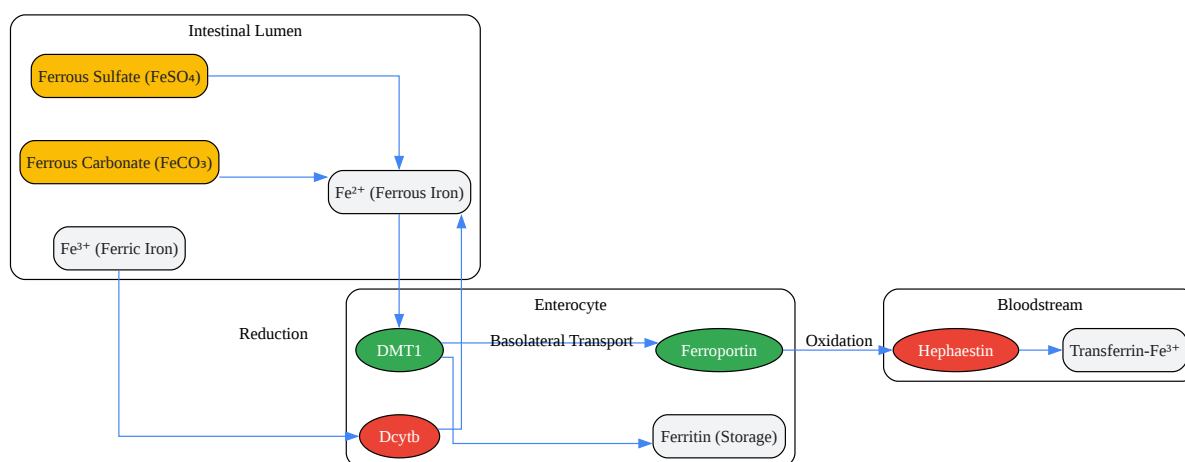 Intestinal Lumen
Ferrous Sulfate (FeSO₄)
Ferrous Carbonate (FeCO₃)
Fe²⁺ (Ferrous Iron)
Fe³⁺ (Ferric Iron)
Reduction
Enterocyte
DMT1
Basolateral Transport
Ferroportin
Dcytb
Ferritin (Storage)
Oxidation
Bloodstream
Hephaestin
Transferrin-Fe³⁺